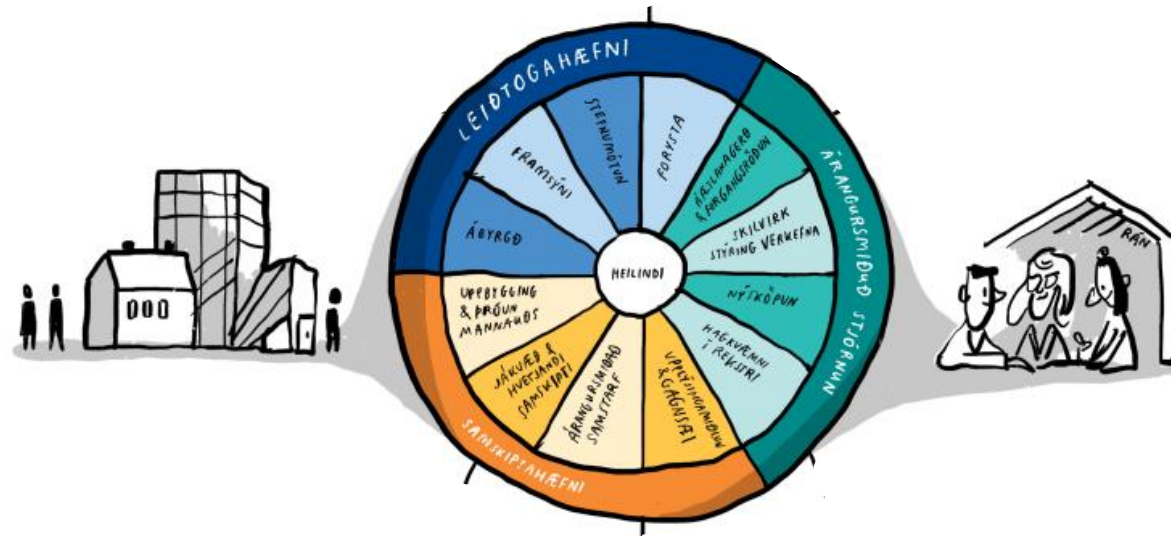 LEIÐTOGAHÆFNI
ÁBYRGÐ
FRAMSÝNI
STEFNUMÓTUN
FORYSTA
ÁRANGURSMIÐUÐ STJÓRNUN
ÁÆTLANAGERÐ
& FORGANGSRÖÐUN
SKILVIRK
STÝRING VERKEFNA
NÝSKÖPUN
HAGKVÆMNI
Í REKSTRI
SAMSKIPTAHÆFNI
UPPLÝSINGAMIÐLUN
& GAGNSÆI
ÁRANGURSMIÐAÐ
SAMSTARF
JÁKVÆÐ &
HVETJANDI
SAMSKIPTI
UPPBYGGING
& ÞRÓUN
MANNAUÐS
HEILINDI
RÁN